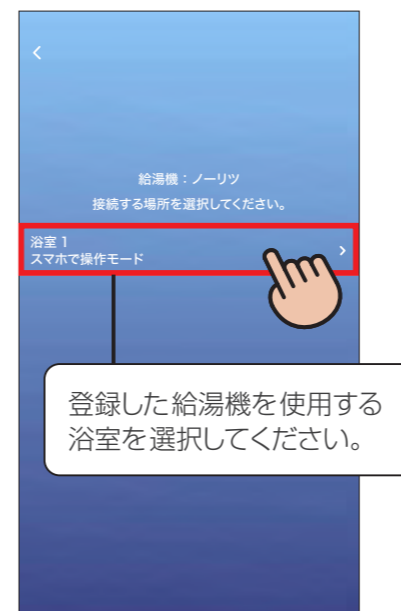 給湯機：ノーリツ
接続する場所を選択してください。
浴室 1
スマホで操作モード
登録した給湯機を使用する
浴室を選択してください。